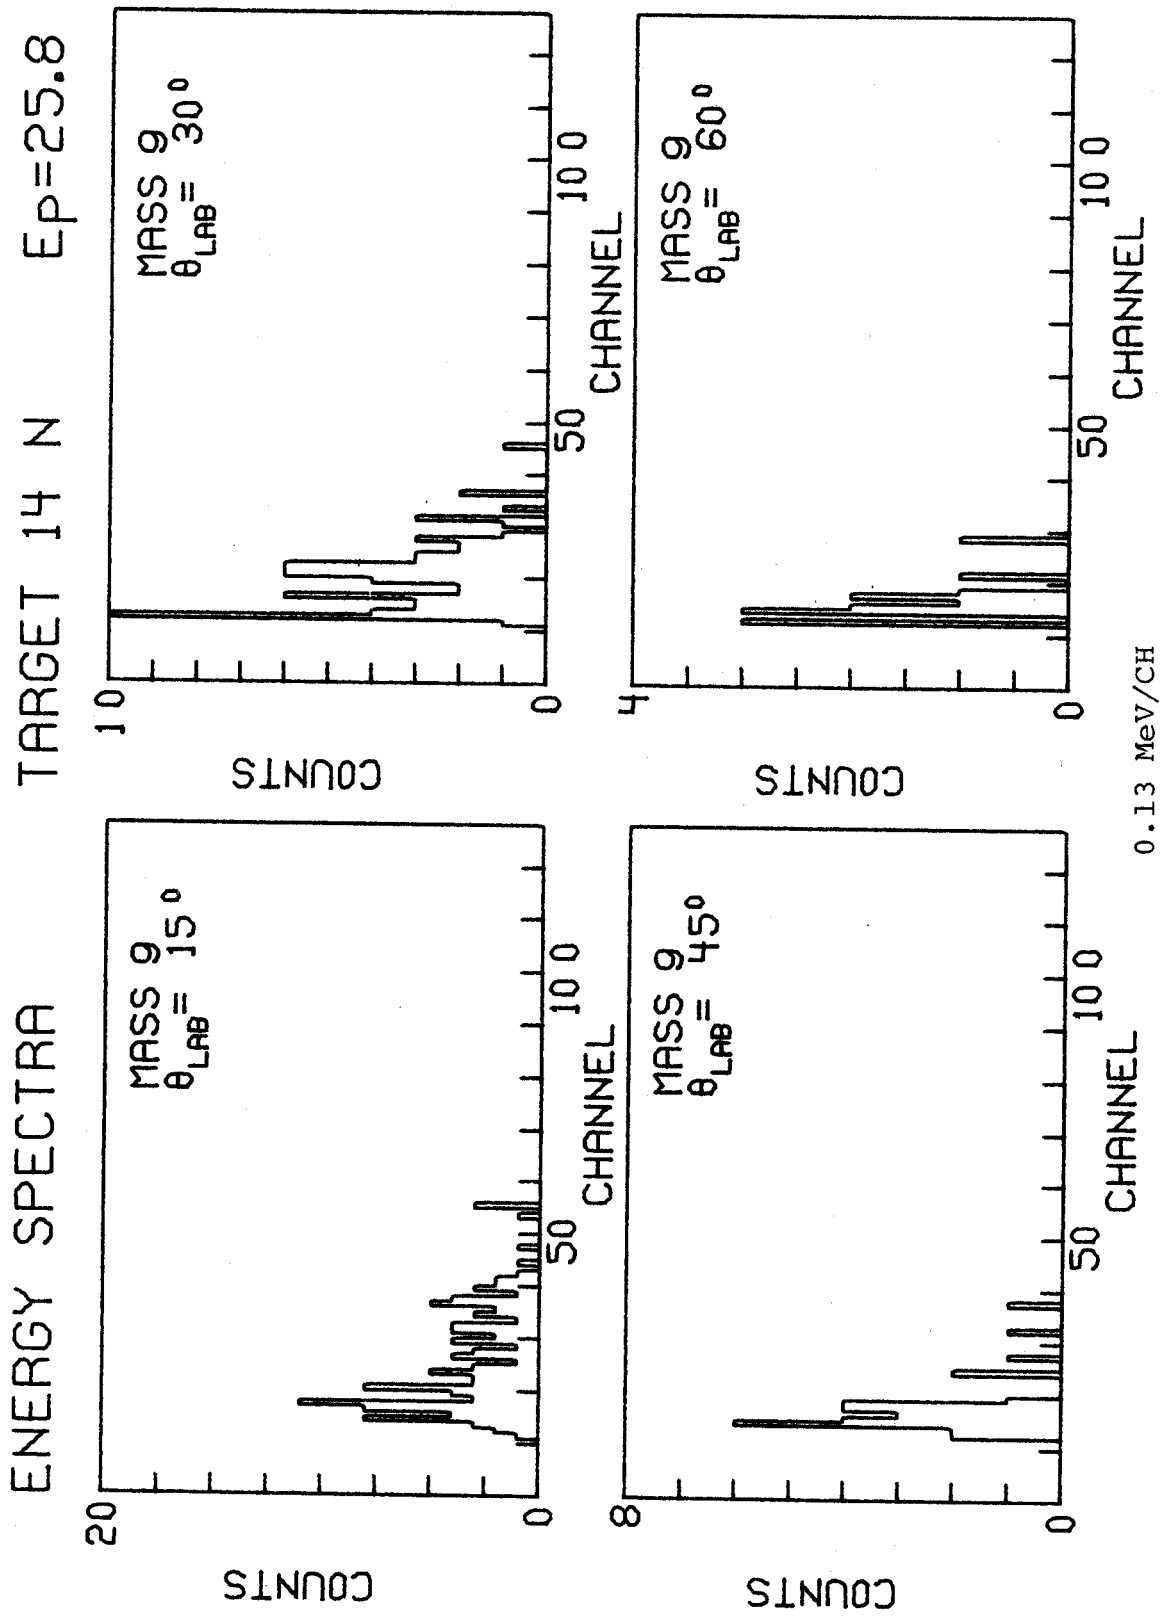 ENERGY SPECTRA TARGET 14 N Ep=25.8
20
0
COUNTS
MASS 9
θLAB= 15°
50 100
CHANNEL
10
0
COUNTS
MASS 9
θLAB= 30°
50 100
CHANNEL
8
0
COUNTS
MASS 9
θLAB= 45°
50 100
CHANNEL
4
0
COUNTS
MASS 9
θLAB= 60°
50 100
CHANNEL
0.13 MeV/CH